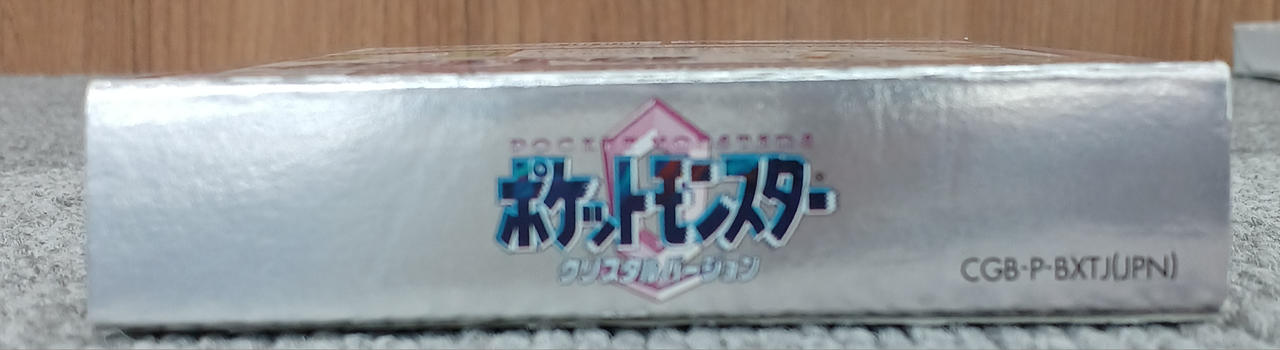 POCKET MONSTERS
ポケットモンスター
クリスタルバージョン
CGB-P-BXTJ(JPN)